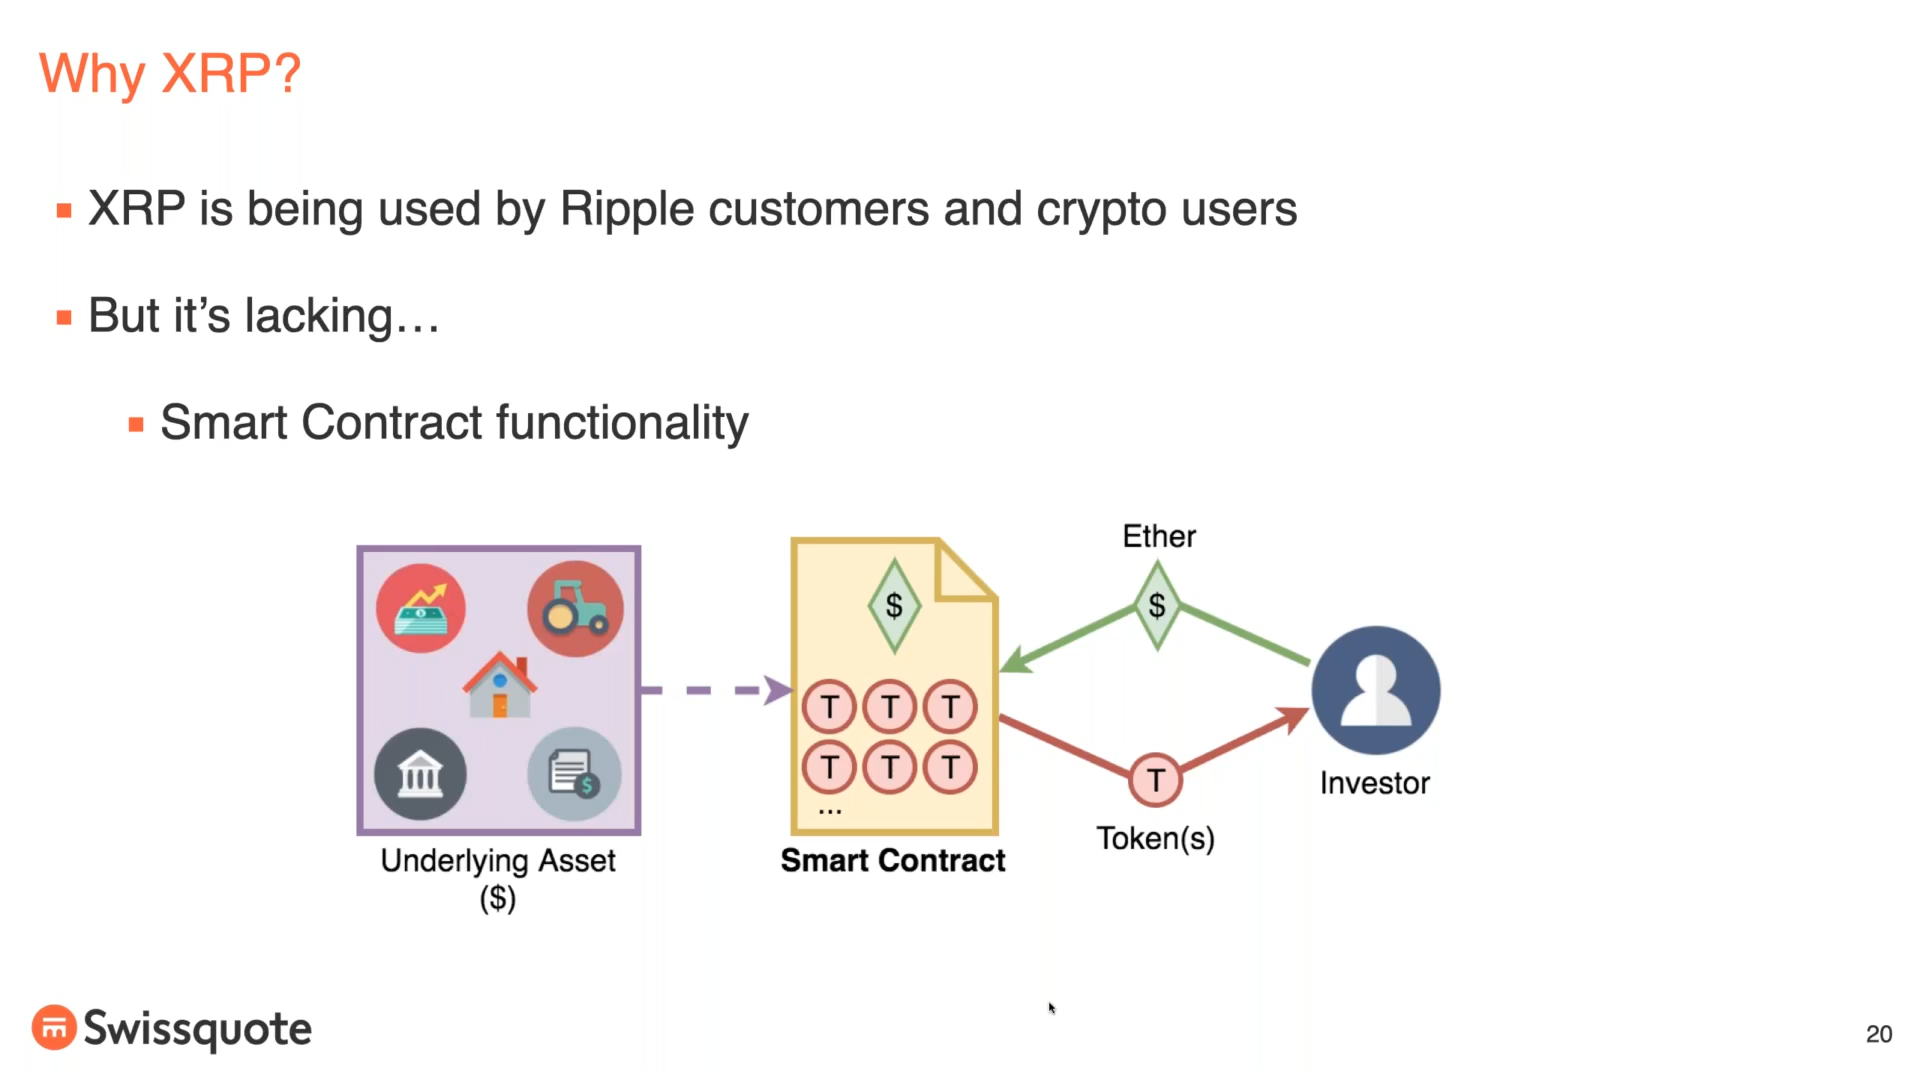 Why XRP?
XRP is being used by Ripple customers and crypto users
But it’s lacking…
Smart Contract functionality
Ether
$
$
T T T
T T T
...
T
Investor
Token(s)
Underlying Asset
($)
Smart Contract
Swissquote
20